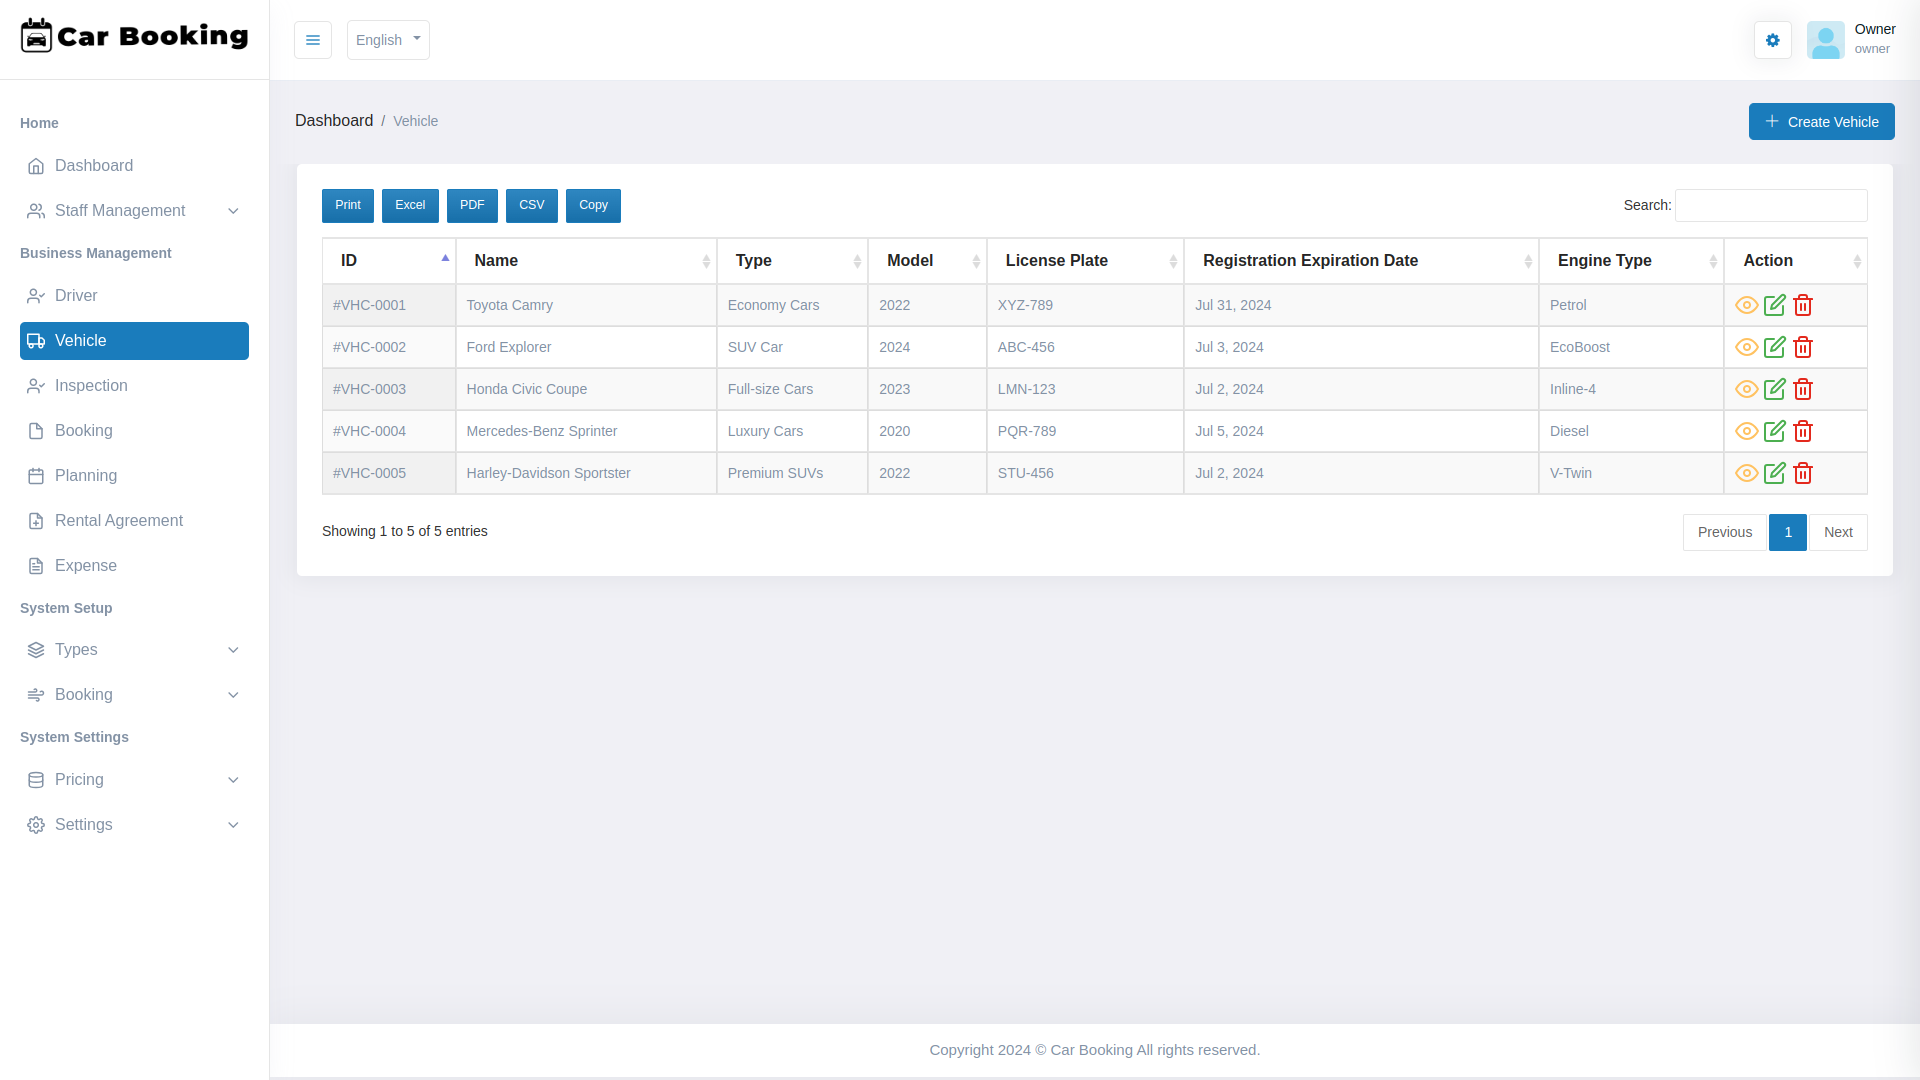 Car Booking
English
Owner
owner
Home
Dashboard
Staff Management
Business Management
Driver
Vehicle
Inspection
Booking
Planning
Rental Agreement
Expense
System Setup
Types
Booking
System Settings
Pricing
Settings
Dashboard / Vehicle
Create Vehicle
Print Excel PDF CSV Copy
Search:
ID Name Type Model License Plate Registration Expiration Date Engine Type Action
#VHC-0001 Toyota Camry Economy Cars 2022 XYZ-789 Jul 31, 2024 Petrol
#VHC-0002 Ford Explorer SUV Car 2024 ABC-456 Jul 3, 2024 EcoBoost
#VHC-0003 Honda Civic Coupe Full-size Cars 2023 LMN-123 Jul 2, 2024 Inline-4
#VHC-0004 Mercedes-Benz Sprinter Luxury Cars 2020 PQR-789 Jul 5, 2024 Diesel
#VHC-0005 Harley-Davidson Sportster Premium SUVs 2022 STU-456 Jul 2, 2024 V-Twin
Showing 1 to 5 of 5 entries
Previous 1 Next
Copyright 2024 © Car Booking All rights reserved.